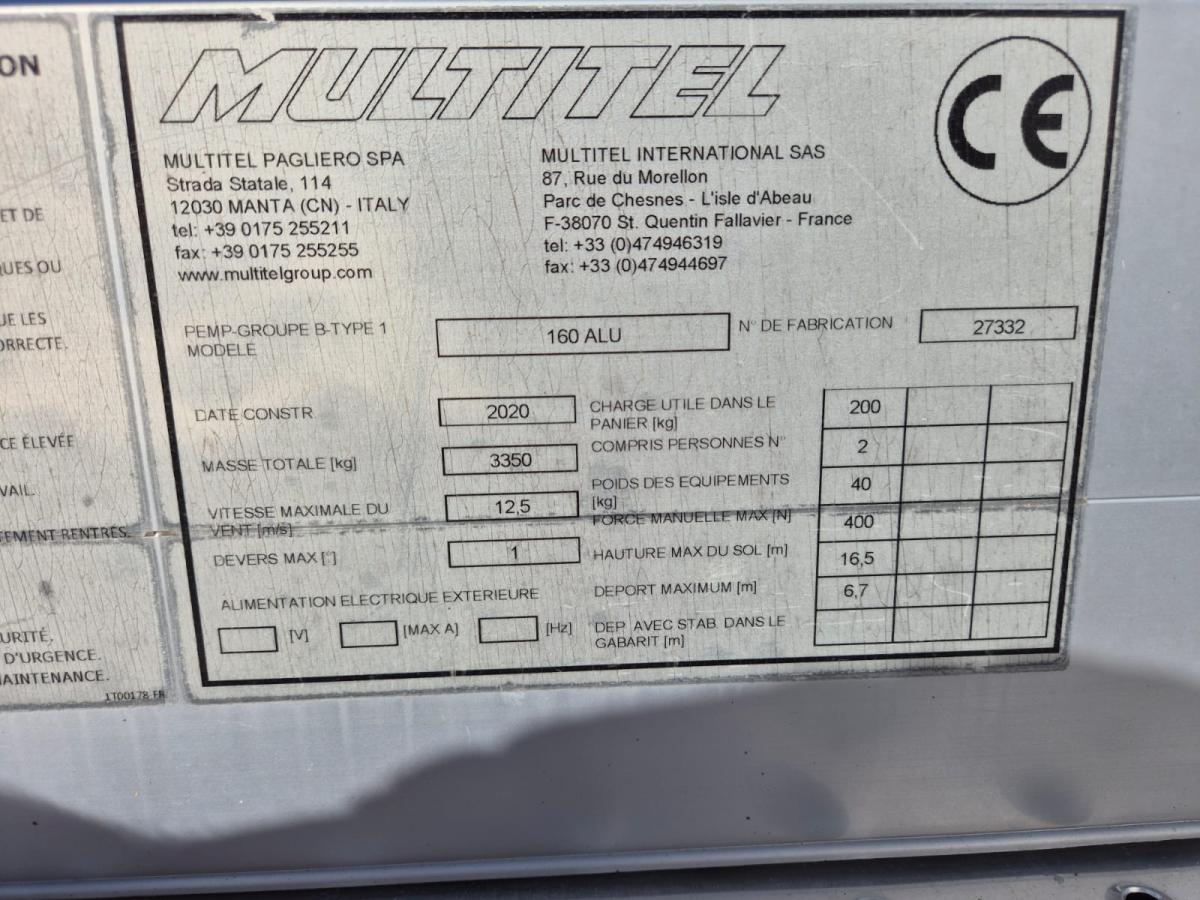 ON
ET DE
QUES OU
UE LES
ORRECTE.
CE ÉLEVÉE
VAIL.
TEMENT RENTRÉS.
URITÉ.
D'URGENCE.
MAINTENANCE.
1T00178-FR
MULTITEL
CE
MULTITEL PAGLIERO SPA
Strada Statale, 114
12030 MANTA (CN) - ITALY
tel: +39 0175 255211
fax: +39 0175 255255
www.multitelgroup.com
MULTITEL INTERNATIONAL SAS
87, Rue du Morellon
Parc de Chesnes - L'isle d'Abeau
F-38070 St. Quentin Fallavier - France
tel: +33 (0)474946319
fax: +33 (0)474944697
PEMP-GROUPE B-TYPE 1
MODELE
160 ALU
N° DE FABRICATION
27332
DATE CONSTR
2020
MASSE TOTALE [kg]
3350
VITESSE MAXIMALE DU
VENT [m/s]
12,5
DEVERS MAX [°]
1
ALIMENTATION ELECTRIQUE EXTERIEURE
[V] [MAX A] [Hz]
CHARGE UTILE DANS LE
PANIER [kg]
200
COMPRIS PERSONNES N°
2
POIDS DES EQUIPEMENTS
[kg]
40
FORCE MANUELLE MAX [N]
400
HAUTURE MAX DU SOL [m]
16,5
DEPORT MAXIMUM [m]
6,7
DEP. AVEC STAB. DANS LE
GABARIT [m]